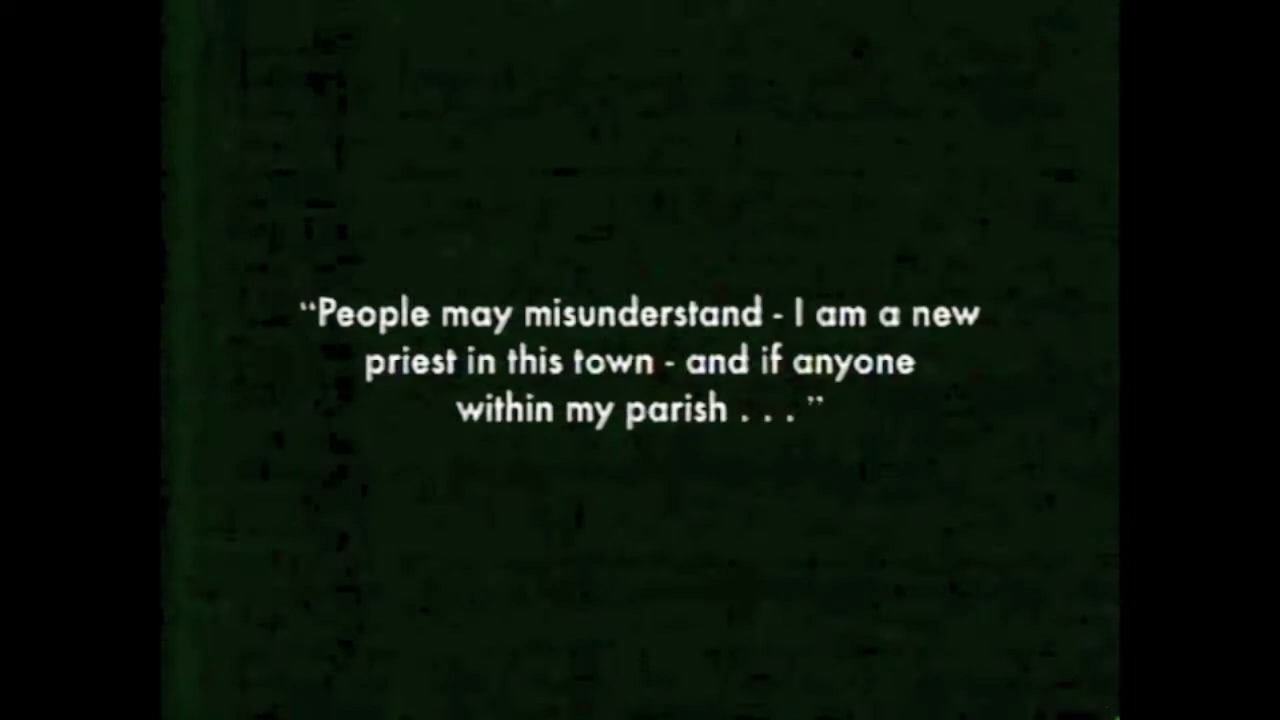 “People may misunderstand - I am a new
priest in this town - and if anyone
within my parish . . . ”